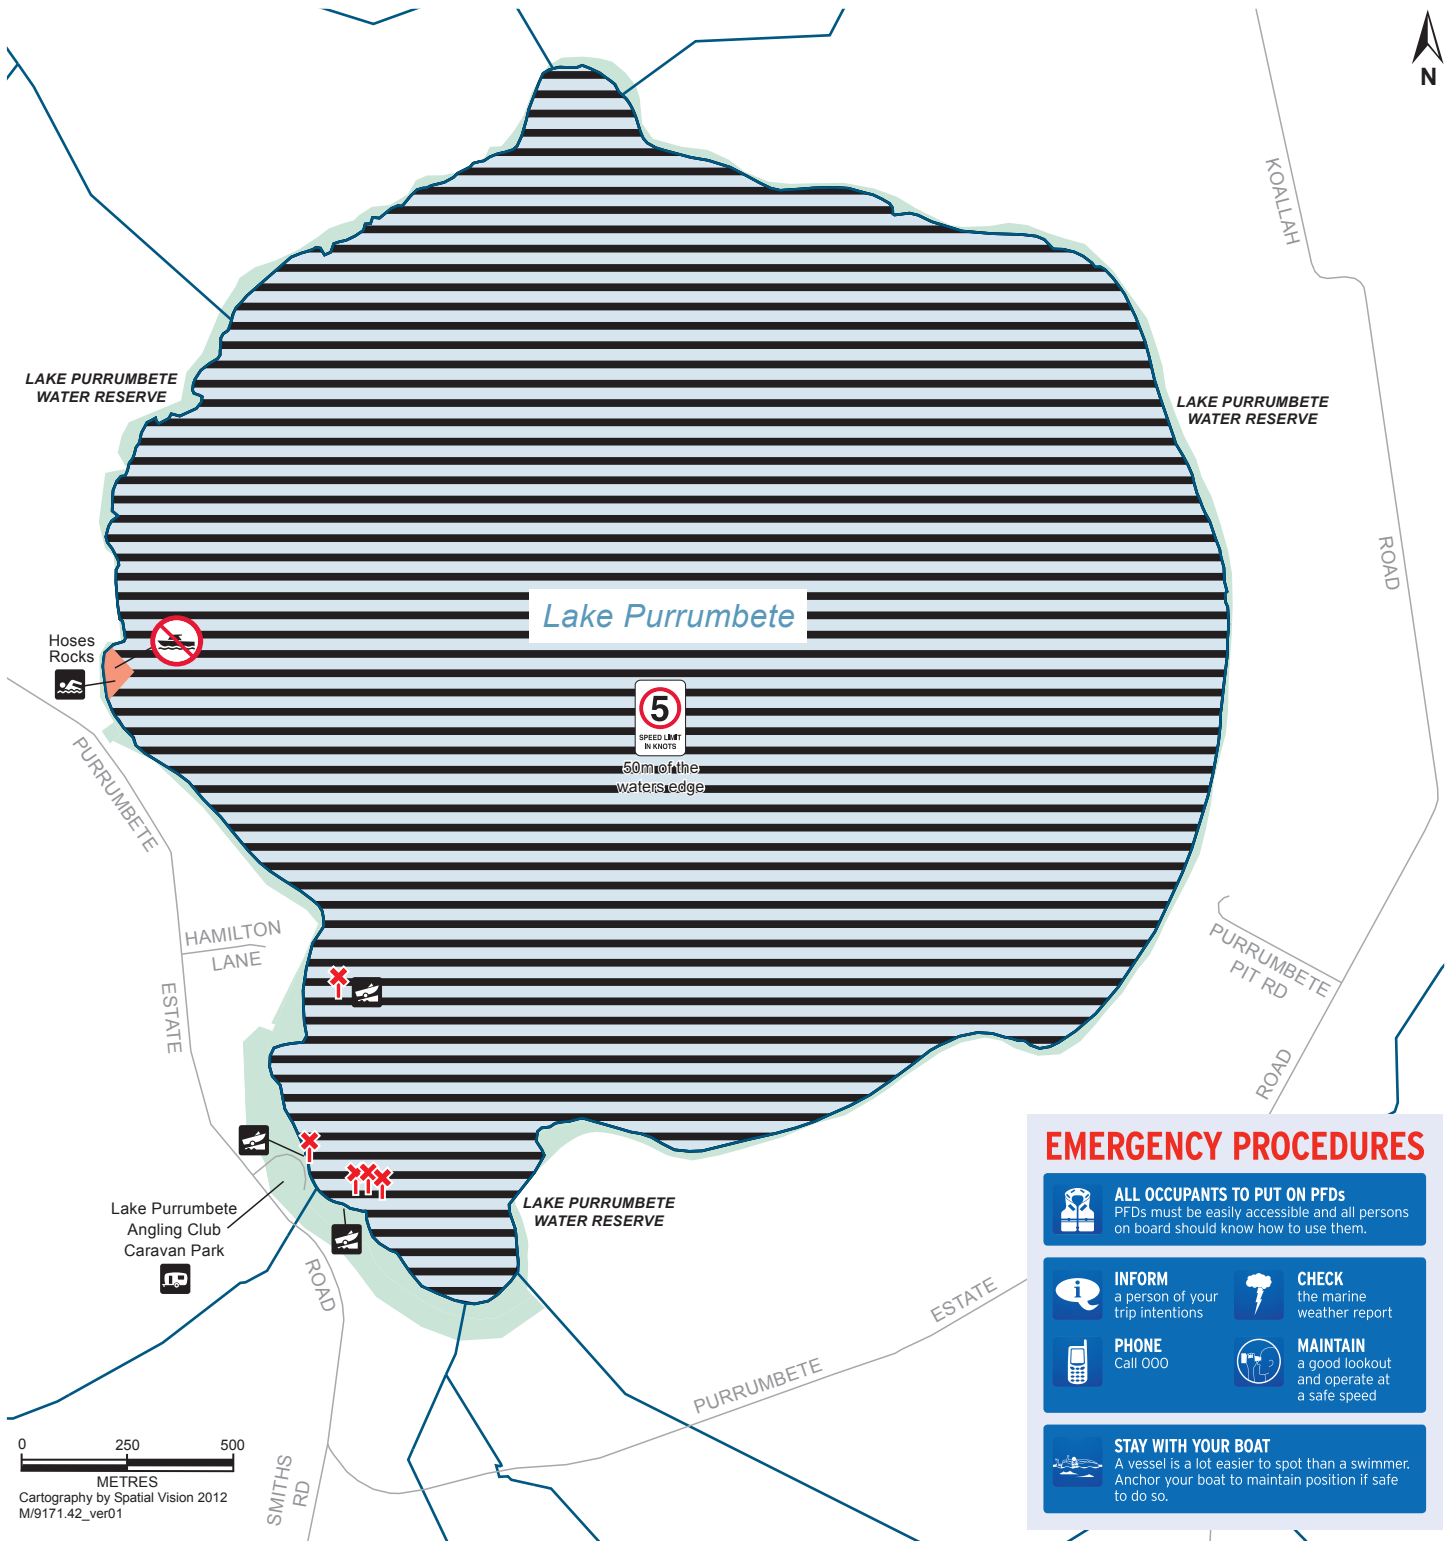 N
KOALLAH
LAKE PURRUMBETE
WATER RESERVE
LAKE PURRUMBETE
WATER RESERVE
ROAD
Lake Purrumbete
Hoses
Rocks
5
SPEED LIMIT
IN KNOTS
50m of the
waters edge
PURRUMBETE
HAMILTON
LANE
ESTATE
PURRUMBETE
PIT RD
ROAD
Lake Purrumbete
Angling Club
Caravan Park
LAKE PURRUMBETE
WATER RESERVE
ROAD
ESTATE
PURRUMBETE
SMITHS
RD
EMERGENCY PROCEDURES
ALL OCCUPANTS TO PUT ON PFDs
PFDs must be easily accessible and all persons
on board should know how to use them.
INFORM
a person of your
trip intentions
CHECK
the marine
weather report
PHONE
Call 000
MAINTAIN
a good lookout
and operate at
a safe speed
STAY WITH YOUR BOAT
A vessel is a lot easier to spot than a swimmer.
Anchor your boat to maintain position if safe
to do so.
0 250 500
METRES
Cartography by Spatial Vision 2012
M/9171.42_ver01